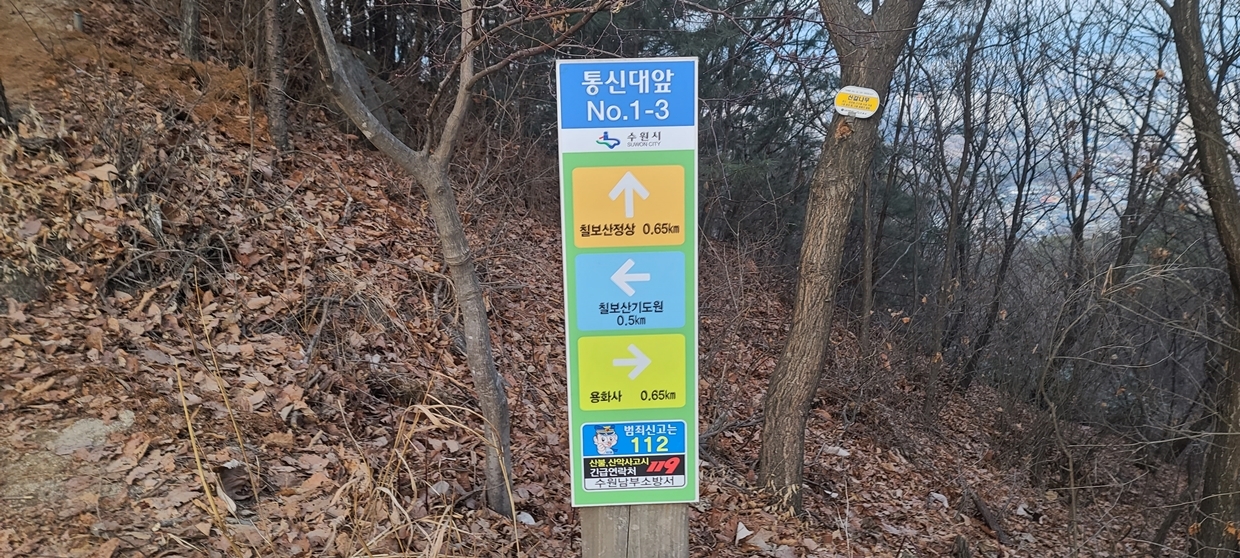 통신대앞
No.1-3
수원시
SUWON CITY
칠보산정상 0.65㎞
칠보산기도원
0.5㎞
용화사 0.65㎞
범죄신고는
112
산불,산악사고시
긴급연락처 119
수원남부소방서